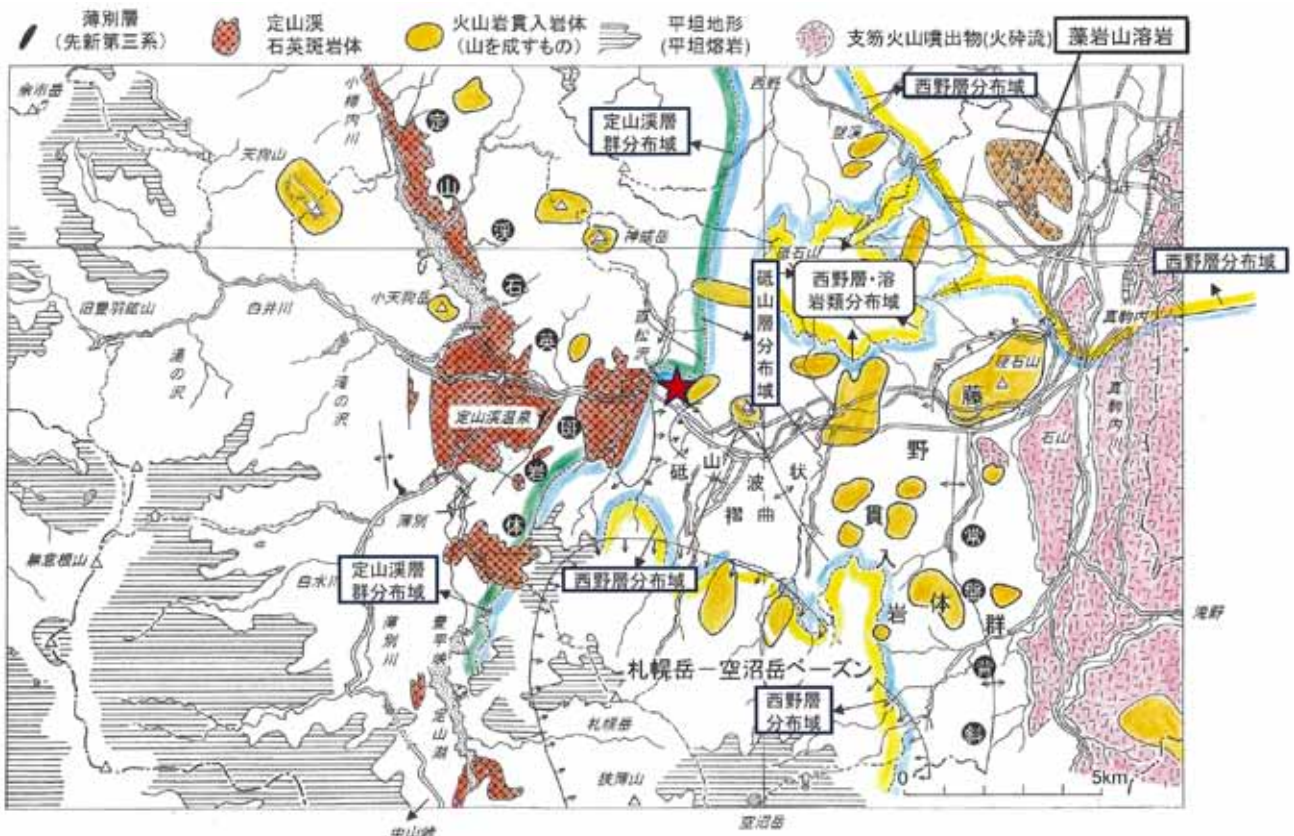 薄別層
(先新第三系)
定山渓
石英斑岩体
火山岩貫入岩体
(山を成すもの)
平坦地形
(平坦熔岩)
支笏火山噴出物(火砕流)
藻岩山溶岩
余市岳
小樽内川
定山渓層
群分布域
西野
西野層分布域
天狗山
定山渓石英斑岩体
神威岳
砥石山
西野層・溶
岩類分布域
西野層分布域
砥山層分布域
旧豊羽鉱山
白井川
小天狗岳
百松沢
真駒内
硬石山
湯の沢
滝の沢
定山渓温泉
藤野貫入岩体群
石山
真駒内川
砥山波状
褶曲
薄別
常盤背斜
無意根山
白水川
定山渓層
群分布域
西野層分布域
滝野
薄別川
豊平峡
定山湖
札幌岳－空沼岳ベーズン
西野層
分布域
札幌岳
狭薄山
0
5km
中山峠
空沼岳